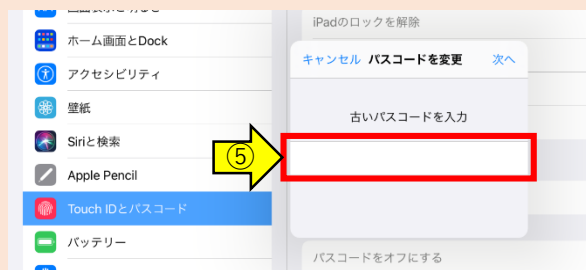 ホーム画面とDock
アクセシビリティ
壁紙
Siriと検索
Apple Pencil
Touch IDとパスコード
バッテリー
iPadのロックを解除
キャンセル パスコードを変更 次へ
古いパスコードを入力
⑤
パスコードをオフにする